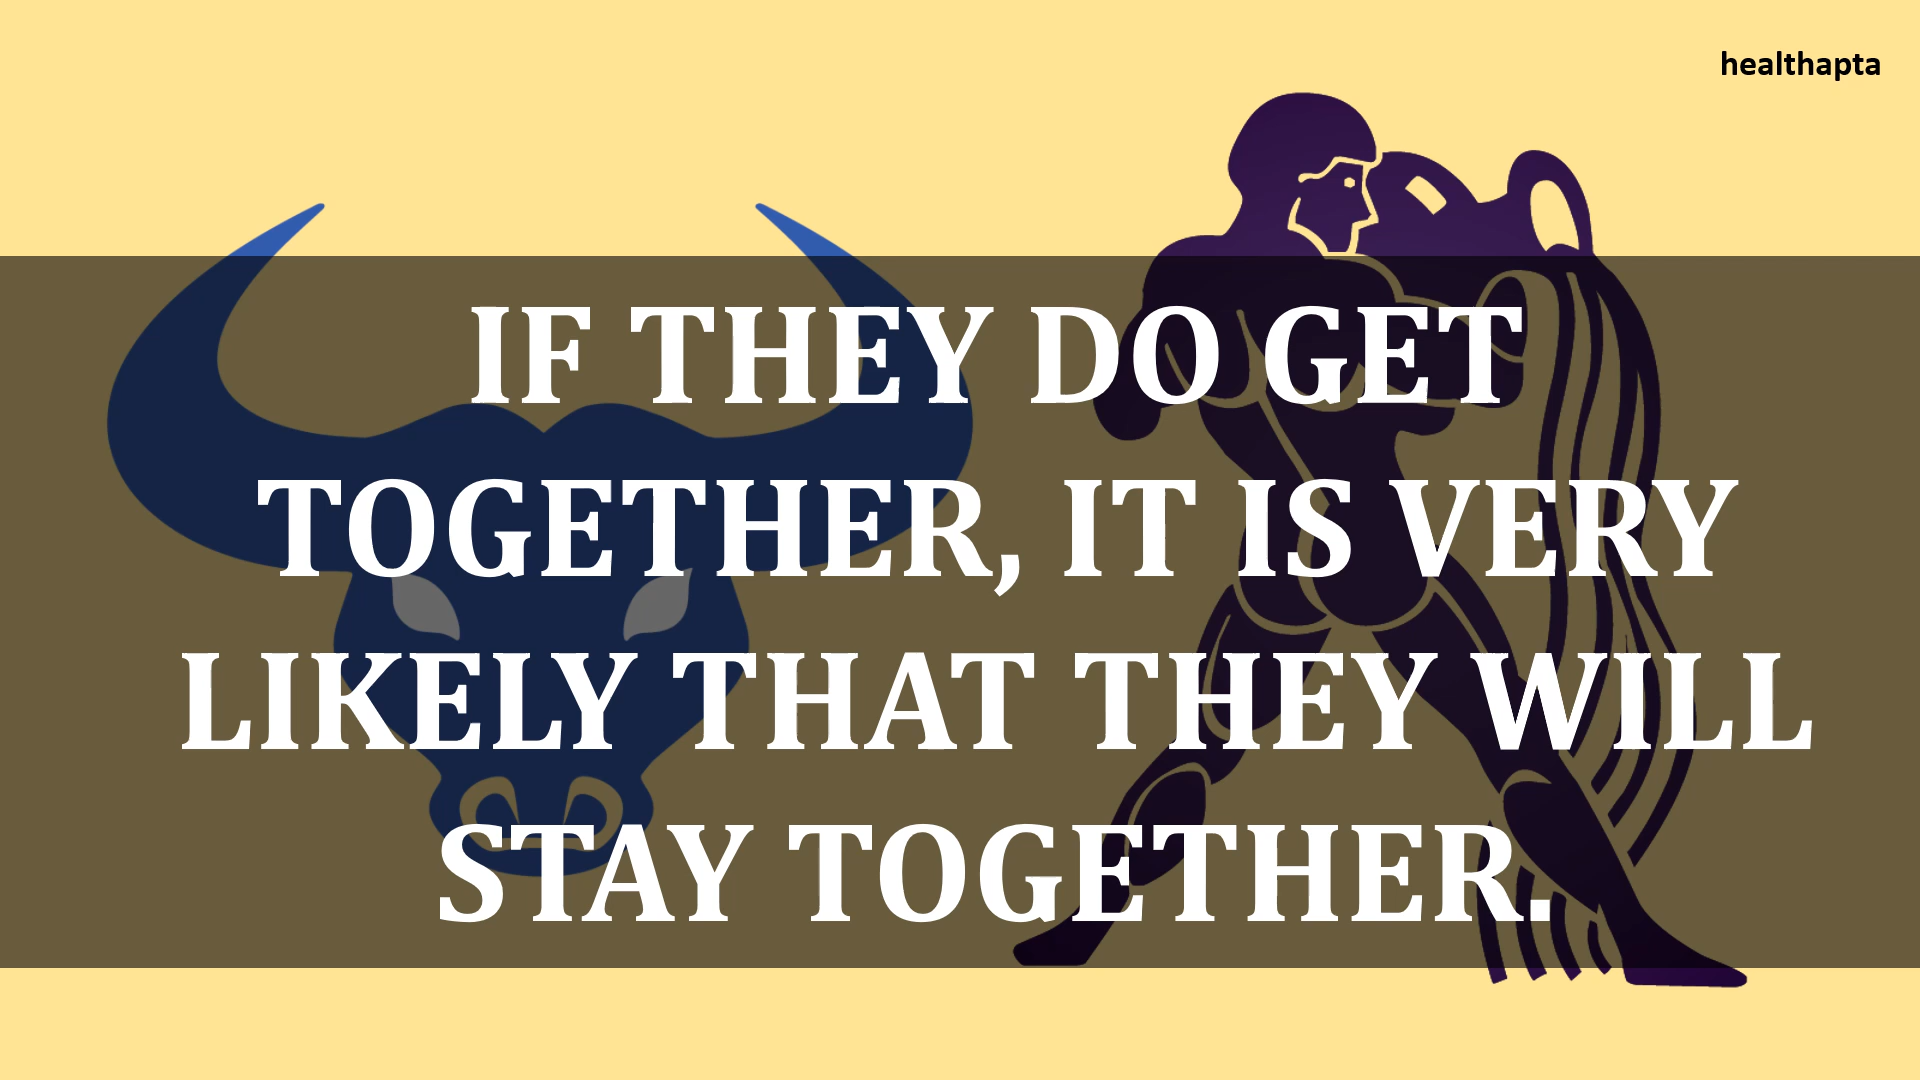 healthapta
IF THEY DO GET
TOGETHER, IT IS VERY
LIKELY THAT THEY WILL
STAY TOGETHER.